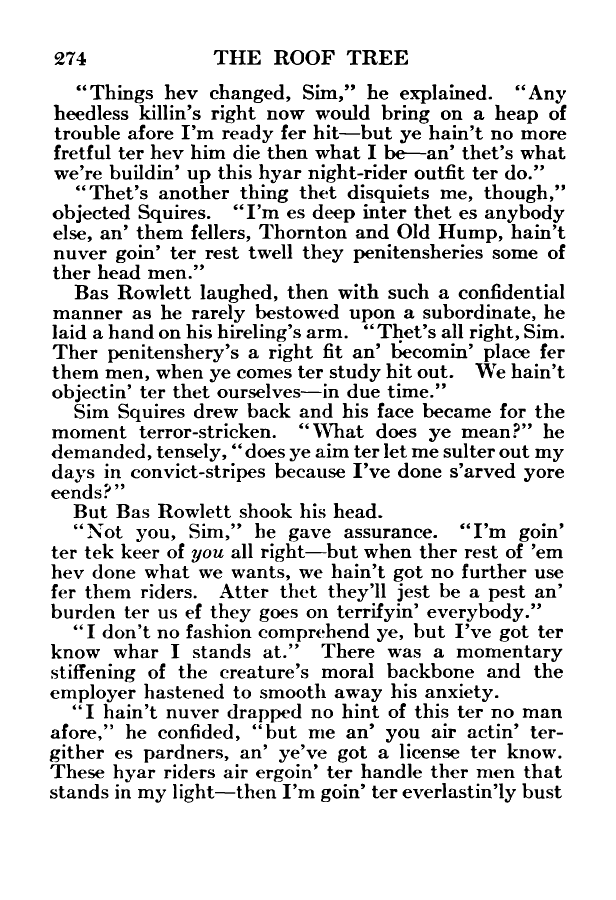 274 THE ROOF TREE
“Things hev changed, Sim,” he explained. “Any
heedless killin’s right now would bring on a heap of
trouble afore I’m ready fer hit—but ye hain’t no more
fretful ter hev him die then what I be—an’ thet’s what
we’re buildin’ up this hyar night-rider outfit ter do.”
“Thet’s another thing thet disquiets me, though,”
objected Squires. “I’m es deep inter thet es anybody
else, an’ them fellers, Thornton and Old Hump, hain’t
nuver goin’ ter rest twell they penitensheries some of
ther head men.”
Bas Rowlett laughed, then with such a confidential
manner as he rarely bestowed upon a subordinate, he
laid a hand on his hireling’s arm. “Thet’s all right, Sim.
Ther penitenshery’s a right fit an’ becomin’ place fer
them men, when ye comes ter study hit out. We hain’t
objectin’ ter thet ourselves—in due time.”
Sim Squires drew back and his face became for the
moment terror-stricken. “What does ye mean?” he
demanded, tensely, “does ye aim ter let me sulter out my
days in convict-stripes because I’ve done s’arved yore
eends?”
But Bas Rowlett shook his head.
“Not you, Sim,” he gave assurance. “I’m goin’
ter tek keer of you all right—but when ther rest of ’em
hev done what we wants, we hain’t got no further use
fer them riders. Atter thet they’ll jest be a pest an’
burden ter us ef they goes on terrifyin’ everybody.”
“I don’t no fashion comprehend ye, but I’ve got ter
know whar I stands at.” There was a momentary
stiffening of the creature’s moral backbone and the
employer hastened to smooth away his anxiety.
“I hain’t nuver drapped no hint of this ter no man
afore,” he confided, “but me an’ you air actin’ ter-
gither es pardners, an’ ye’ve got a license ter know.
These hyar riders air ergoin’ ter handle ther men that
stands in my light—then I’m goin’ ter everlastin’ly bust